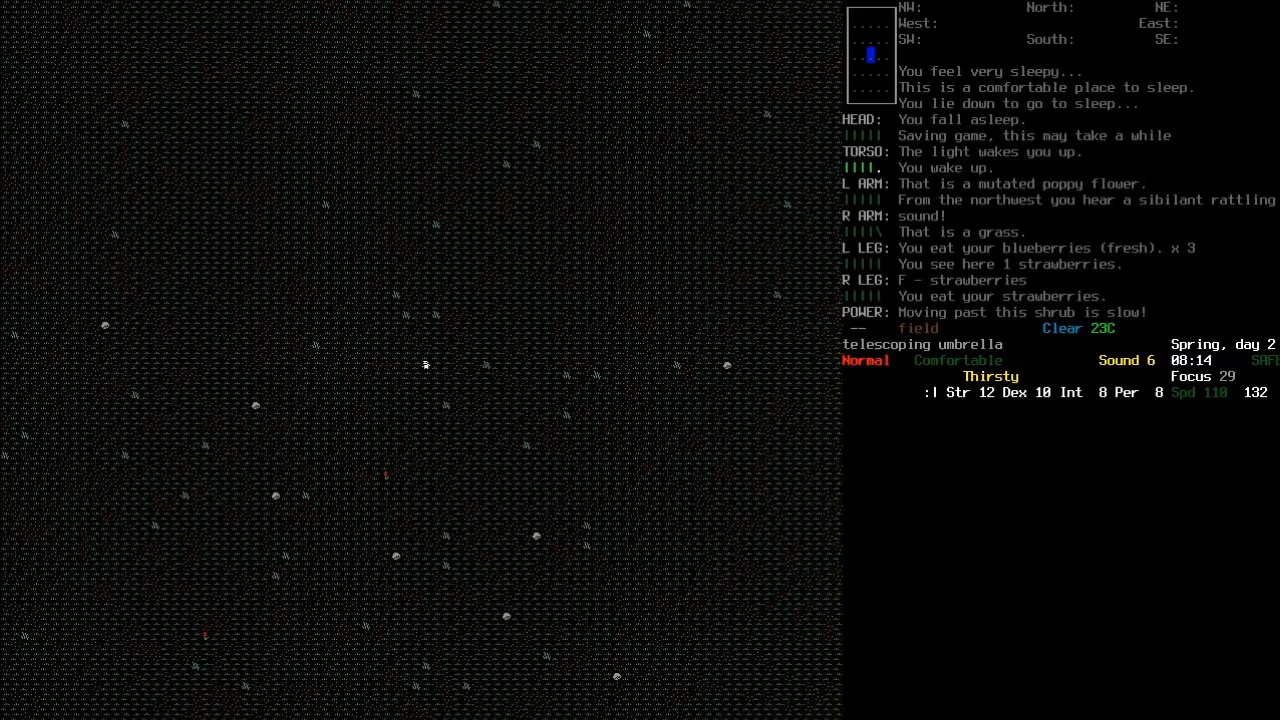 NW: North: NE:
West: East:
SW: South: SE:
You feel very sleepy...
This is a comfortable place to sleep.
You lie down to go to sleep...
HEAD: You fall asleep.
||||| Saving game, this may take a while
TORSO: The light wakes you up.
||||. You wake up.
L ARM: That is a mutated poppy flower.
||||| From the northwest you hear a sibilant rattling
R ARM: sound!
||||\ That is a grass.
L LEG: You eat your blueberries (fresh). x 3
||||| You see here 1 strawberries.
R LEG: F - strawberries
||||| You eat your strawberries.
POWER: Moving past this shrub is slow!
-- field Clear 23C
telescoping umbrella Spring, day 2
Normal Comfortable Sound 6 08:14 SAF
Thirsty Focus 29
:| Str 12 Dex 10 Int 8 Per 8 Spd 110 132